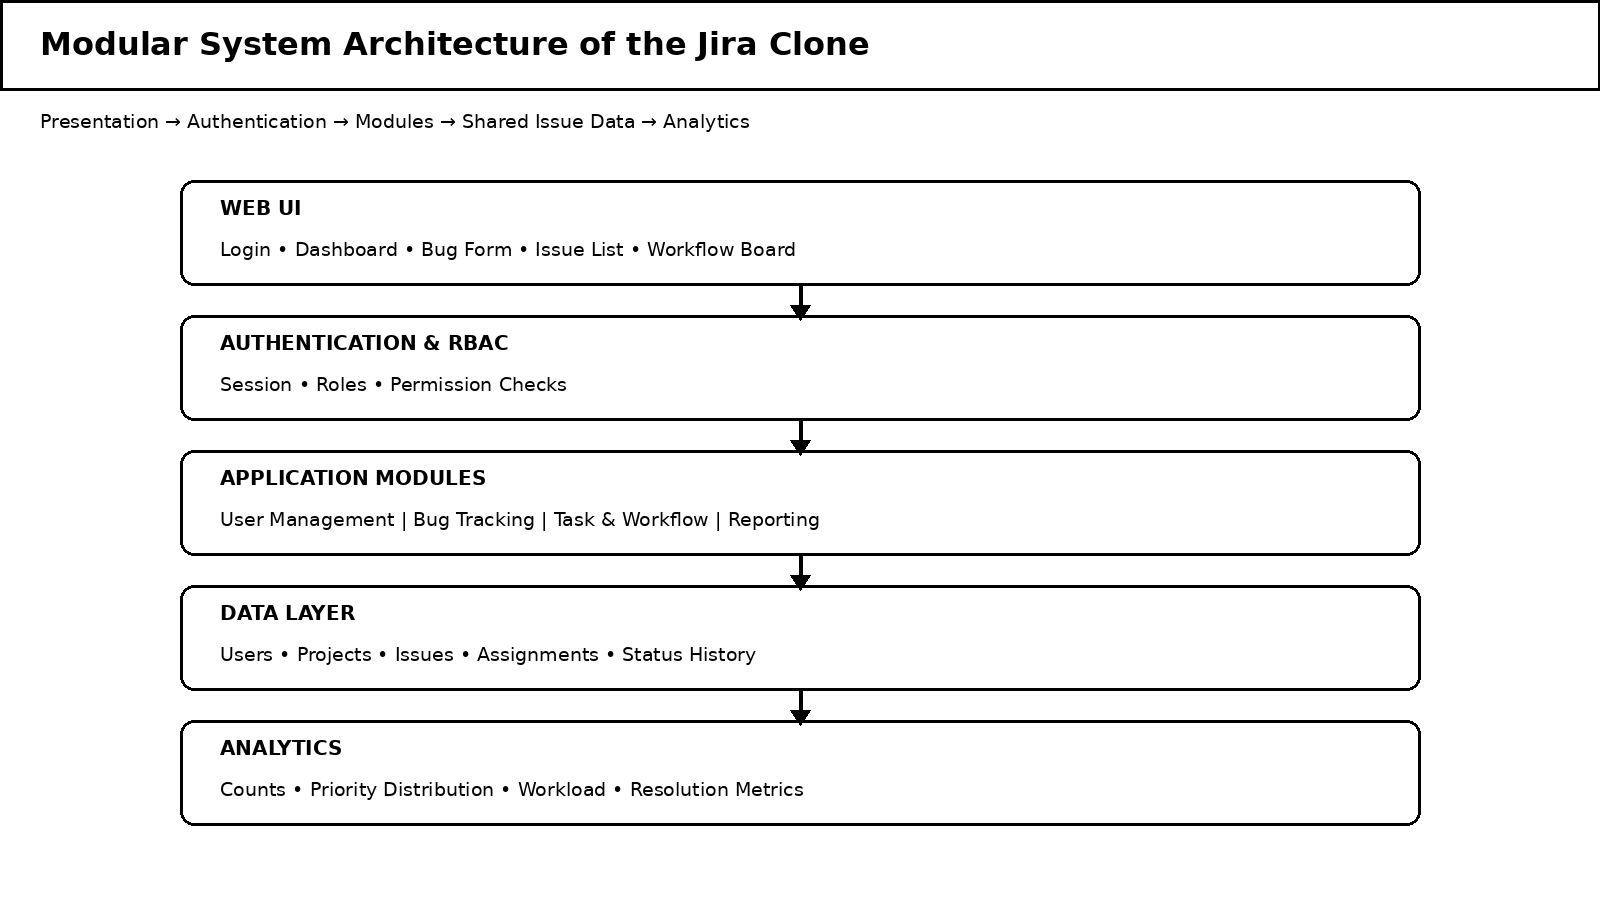 Modular System Architecture of the Jira Clone
Presentation → Authentication → Modules → Shared Issue Data → Analytics
WEB UI
Login • Dashboard • Bug Form • Issue List • Workflow Board
AUTHENTICATION & RBAC
Session • Roles • Permission Checks
APPLICATION MODULES
User Management | Bug Tracking | Task & Workflow | Reporting
DATA LAYER
Users • Projects • Issues • Assignments • Status History
ANALYTICS
Counts • Priority Distribution • Workload • Resolution Metrics